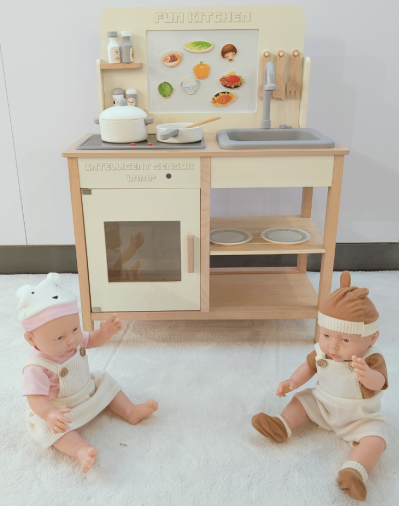 FUN KITCHEN
INTELLIGENT SENSOR
LAMP